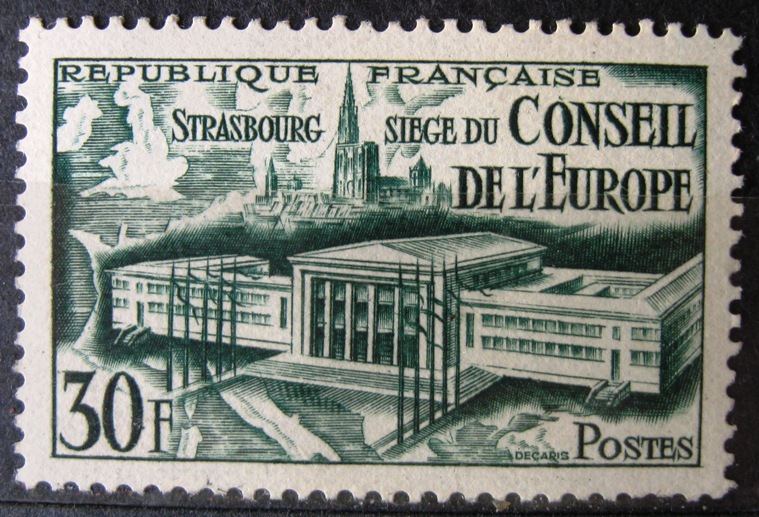 REPUBLIQUE FRANÇAISE
STRASBOURG SIEGE DU CONSEIL
DE L'EUROPE
30F
DECARIS POSTES